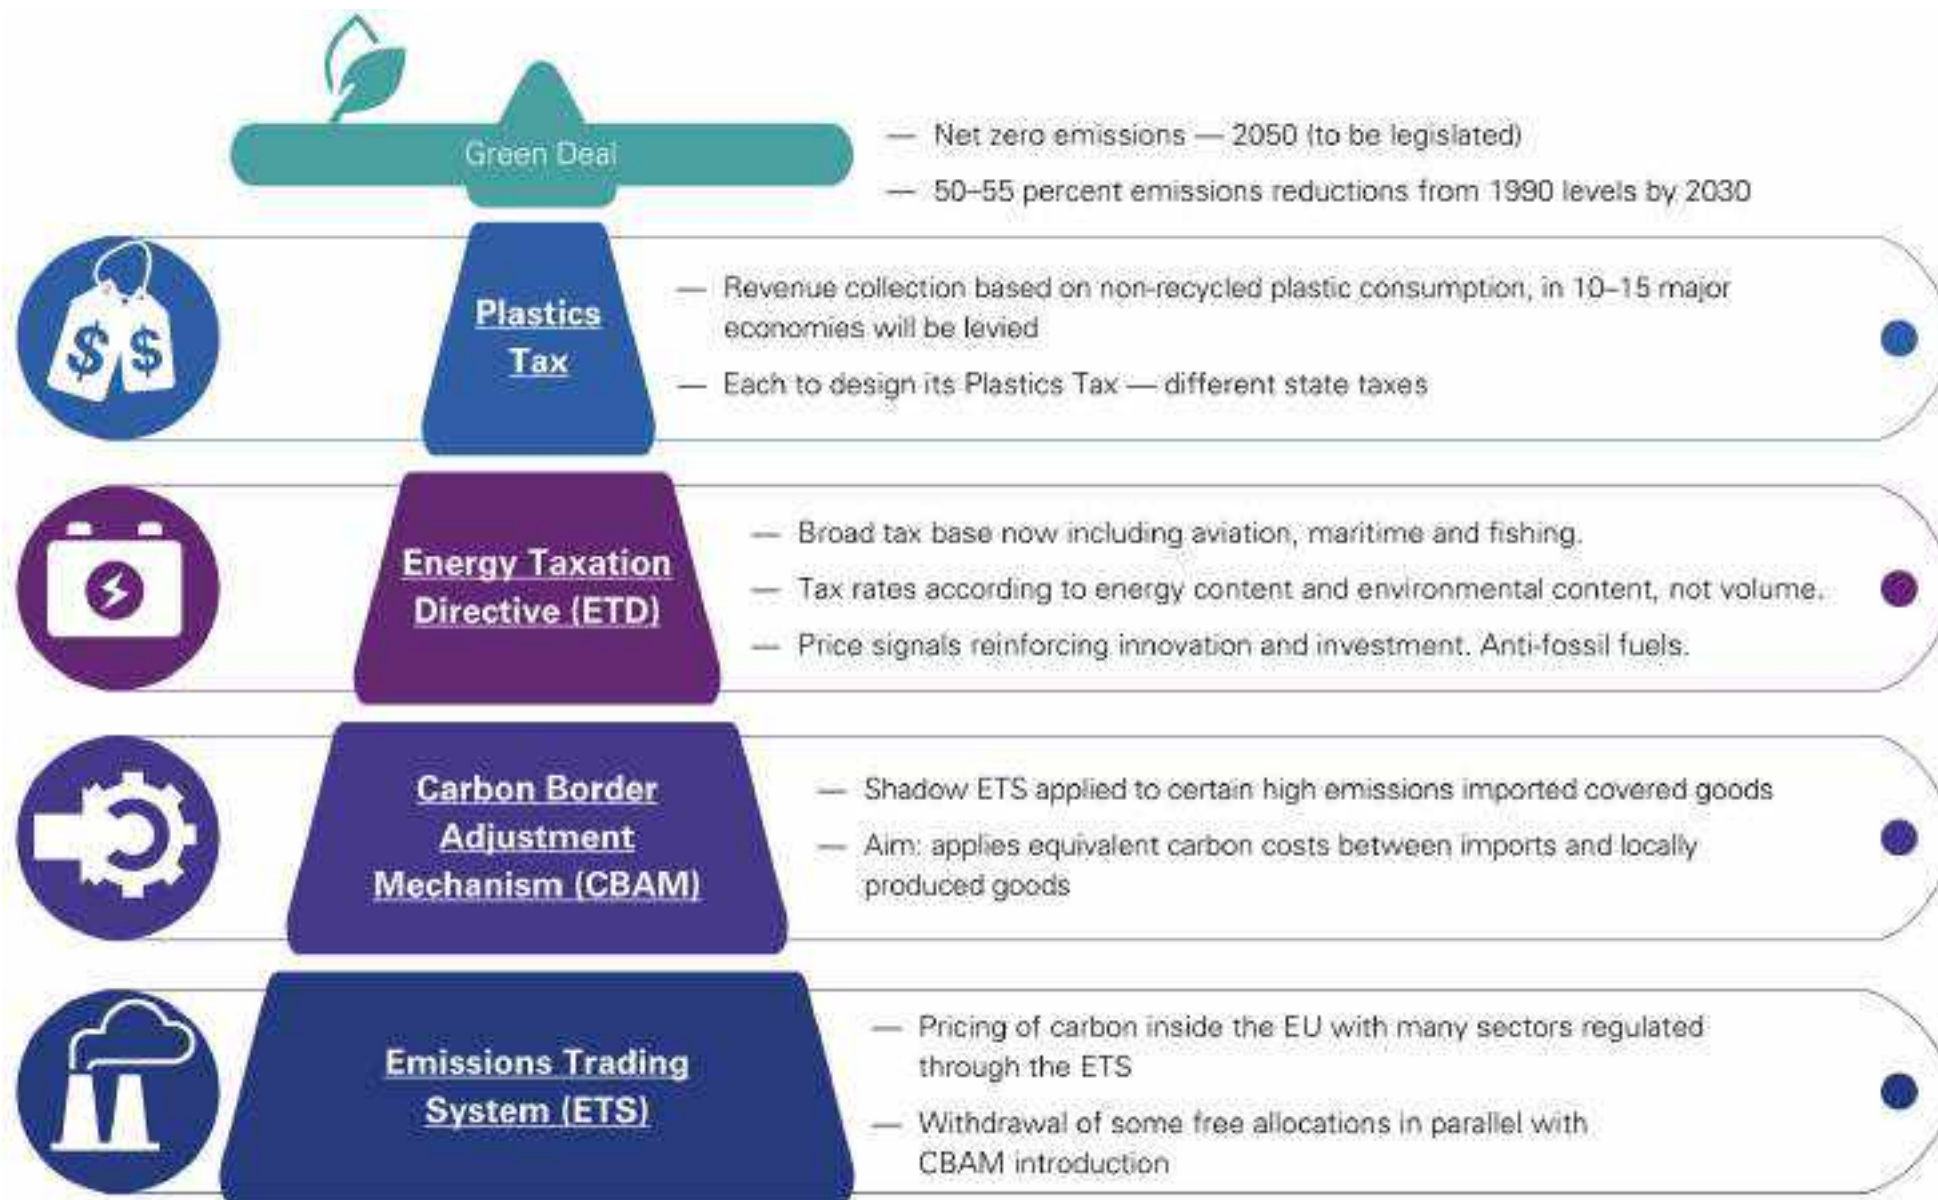 Green Deal
— Net zero emissions — 2050 (to be legislated)
— 50–55 percent emissions reductions from 1990 levels by 2030
Plastics
Tax
— Revenue collection based on non-recycled plastic consumption, in 10–15 major
economies will be levied
— Each to design its Plastics Tax — different state taxes
$ $
Energy Taxation
Directive (ETD)
— Broad tax base now including aviation, maritime and fishing.
— Tax rates according to energy content and environmental content, not volume.
— Price signals reinforcing innovation and investment. Anti-fossil fuels.
Carbon Border
Adjustment
Mechanism (CBAM)
— Shadow ETS applied to certain high emissions imported covered goods
— Aim: applies equivalent carbon costs between imports and locally
produced goods
Emissions Trading
System (ETS)
— Pricing of carbon inside the EU with many sectors regulated
through the ETS
— Withdrawal of some free allocations in parallel with
CBAM introduction